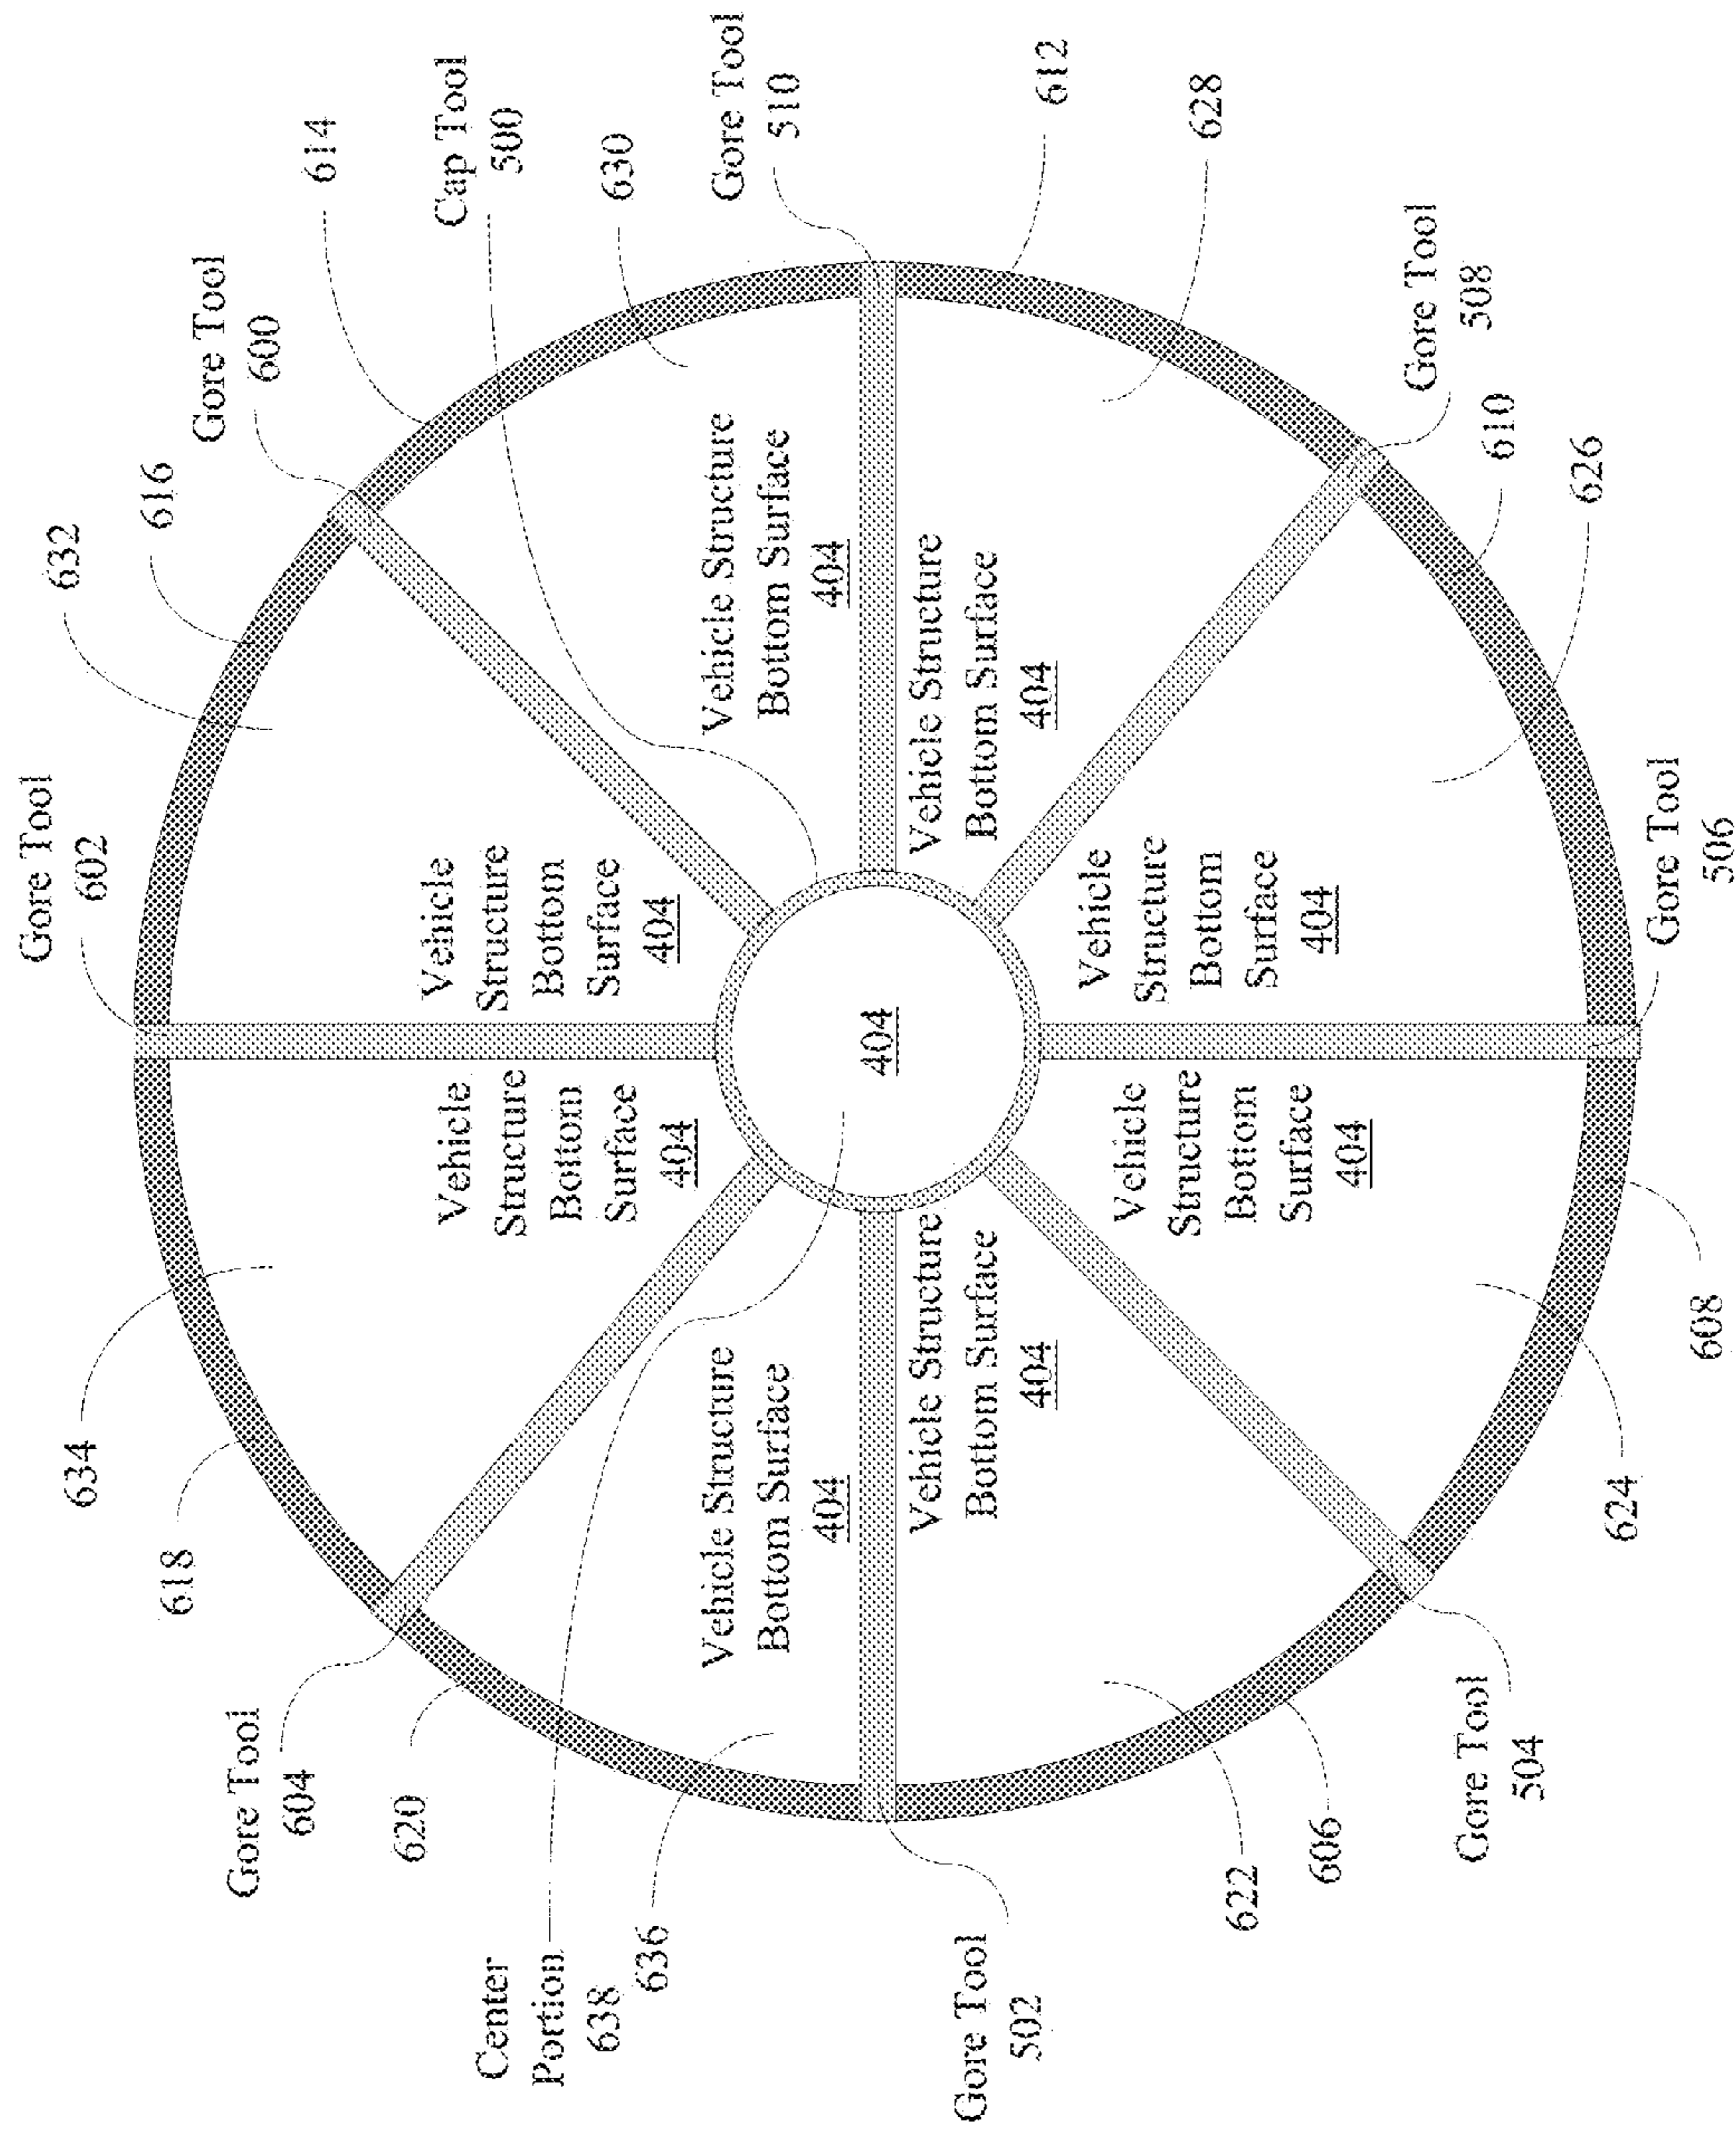 Gore Tool
602
632
634
616
618
Gore Tool
600
Gore Tool
604
614
620
Cap Tool
500
Center
Portion
638
630
636
Vehicle
Structure
Bottom
Surface
404
Vehicle
Structure
Bottom
Surface
404
Vehicle Structure
Bottom Surface
404
Vehicle Structure
Bottom Surface
404
Gore Tool
510
404
Gore Tool
502
Vehicle Structure
Bottom Surface
404
Vehicle Structure
Bottom Surface
404
612
Vehicle
Structure
Bottom
Surface
404
Vehicle
Structure
Bottom
Surface
404
628
622
606
Gore Tool
508
Gore Tool
504
610
626
624
Gore Tool
506
608